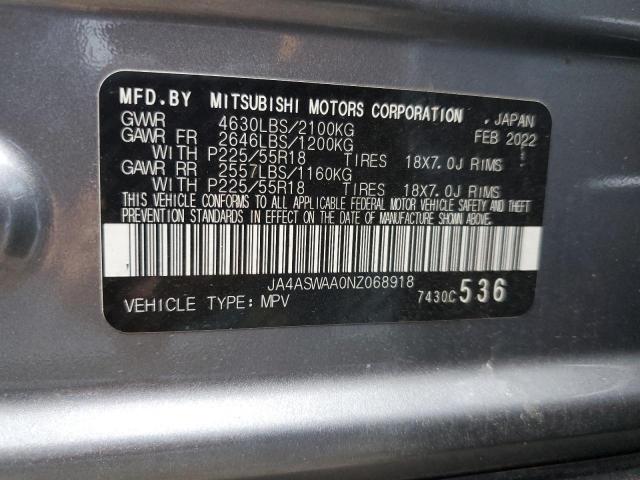 MFD.BY MITSUBISHI MOTORS CORPORATION , JAPAN
GVWR 4630LBS/2100KG FEB 2022
GAWR FR 2646LBS/1200KG
WITH P225/55R18 TIRES 18X7.0J RIMS
GAWR RR 2557LBS/1160KG
WITH P225/55R18 TIRES 18X7.0J RIMS
THIS VEHICLE CONFORMS TO ALL APPLICABLE FEDERAL MOTOR VEHICLE SAFETY AND THEFT
PREVENTION STANDARDS IN EFFECT ON THE DATE OF MANUFACTURE SHOWN ABOVE.
JA4ASWAA0NZ068918
VEHICLE TYPE: MPV 7430C 536